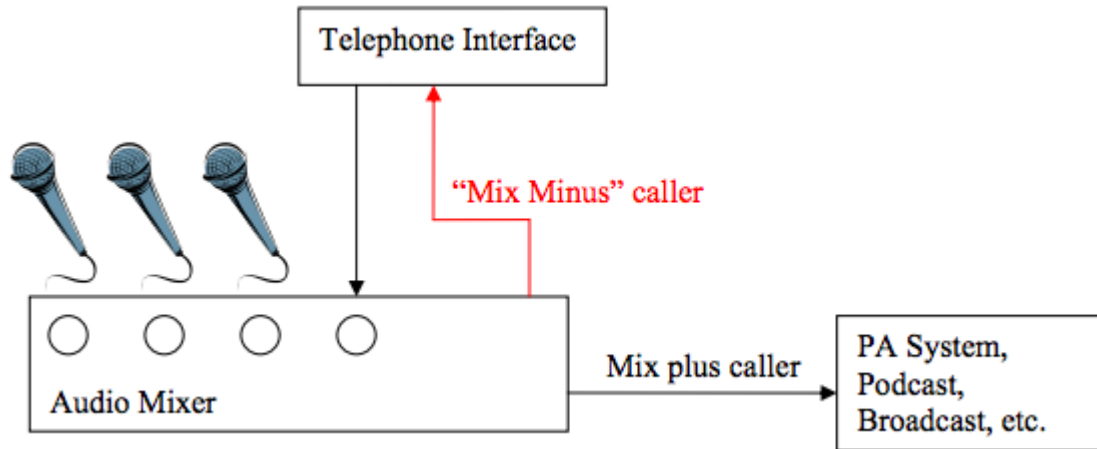 Telephone Interface
“Mix Minus” caller
Mix plus caller
PA System,
Podcast,
Broadcast, etc.
Audio Mixer